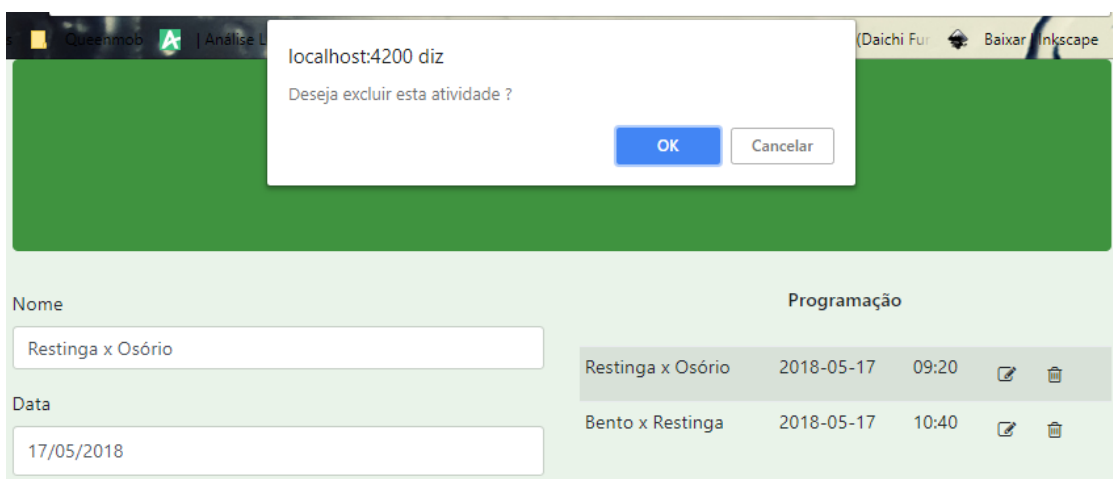 Queenmob
| Análise L
(Daichi Fur
Baixar Inkscape
localhost:4200 diz
Deseja excluir esta atividade ?
OK
Cancelar
Nome
Restinga x Osório
Data
17/05/2018
Programação
Restinga x Osório 2018-05-17 09:20
Bento x Restinga 2018-05-17 10:40